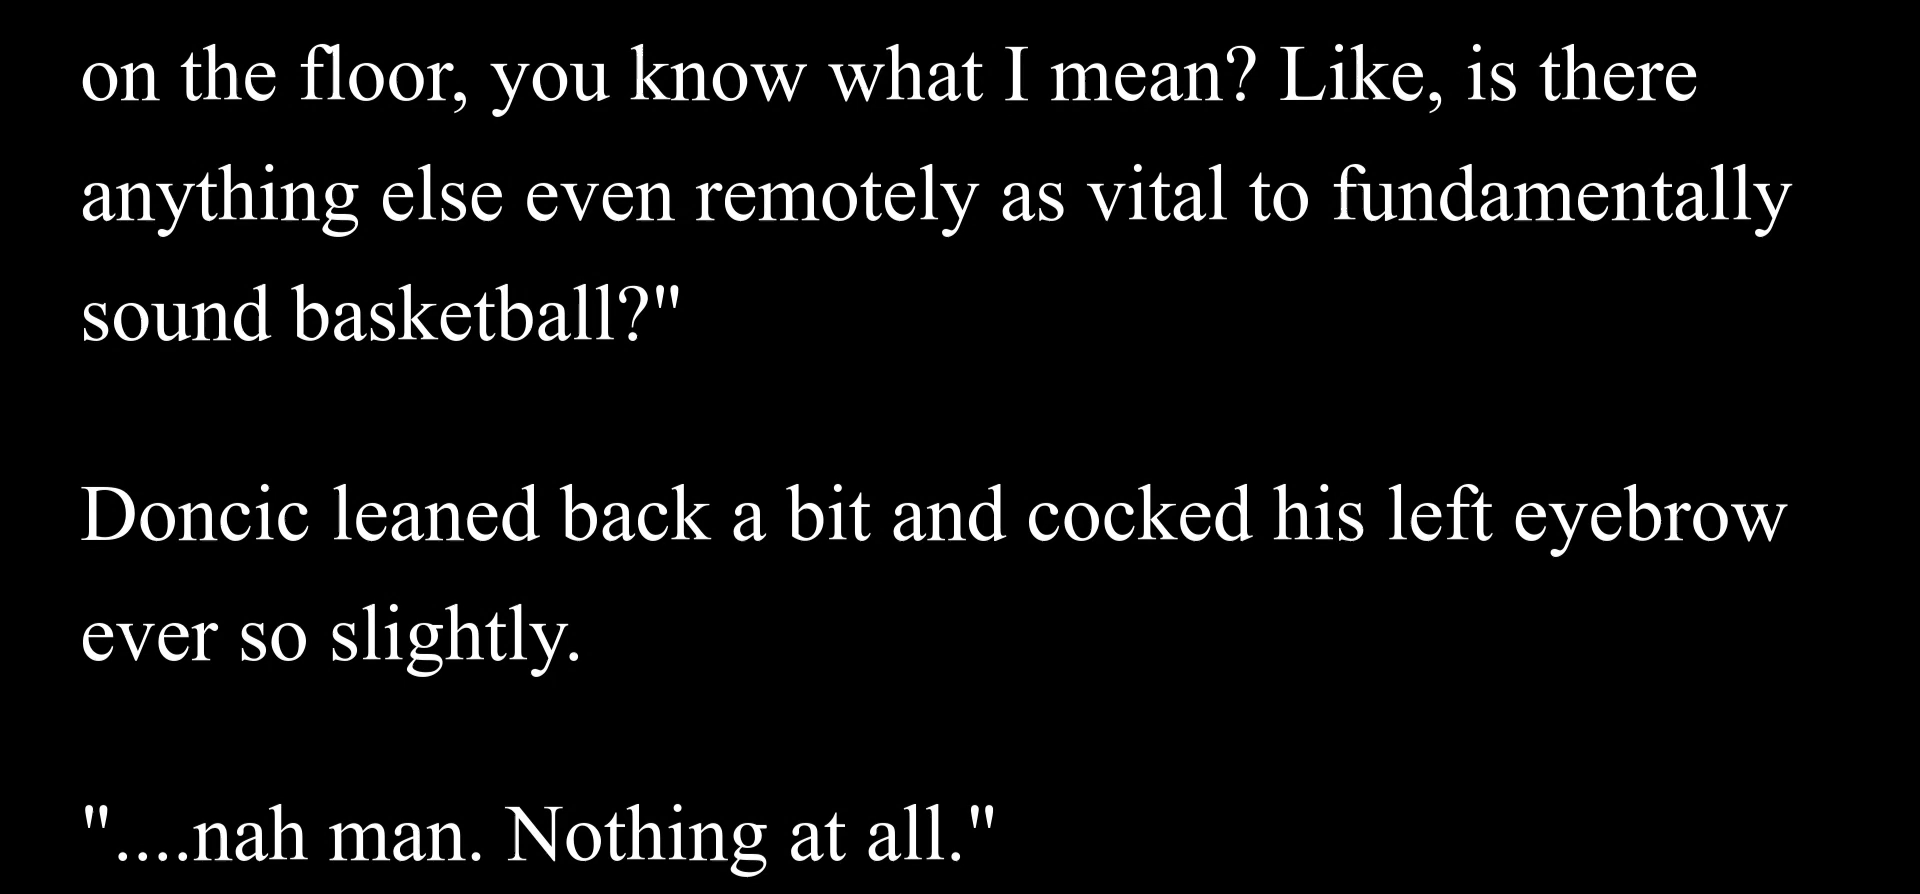 on the floor, you know what I mean? Like, is there
anything else even remotely as vital to fundamentally
sound basketball?"
Doncic leaned back a bit and cocked his left eyebrow
ever so slightly.
"....nah man. Nothing at all."